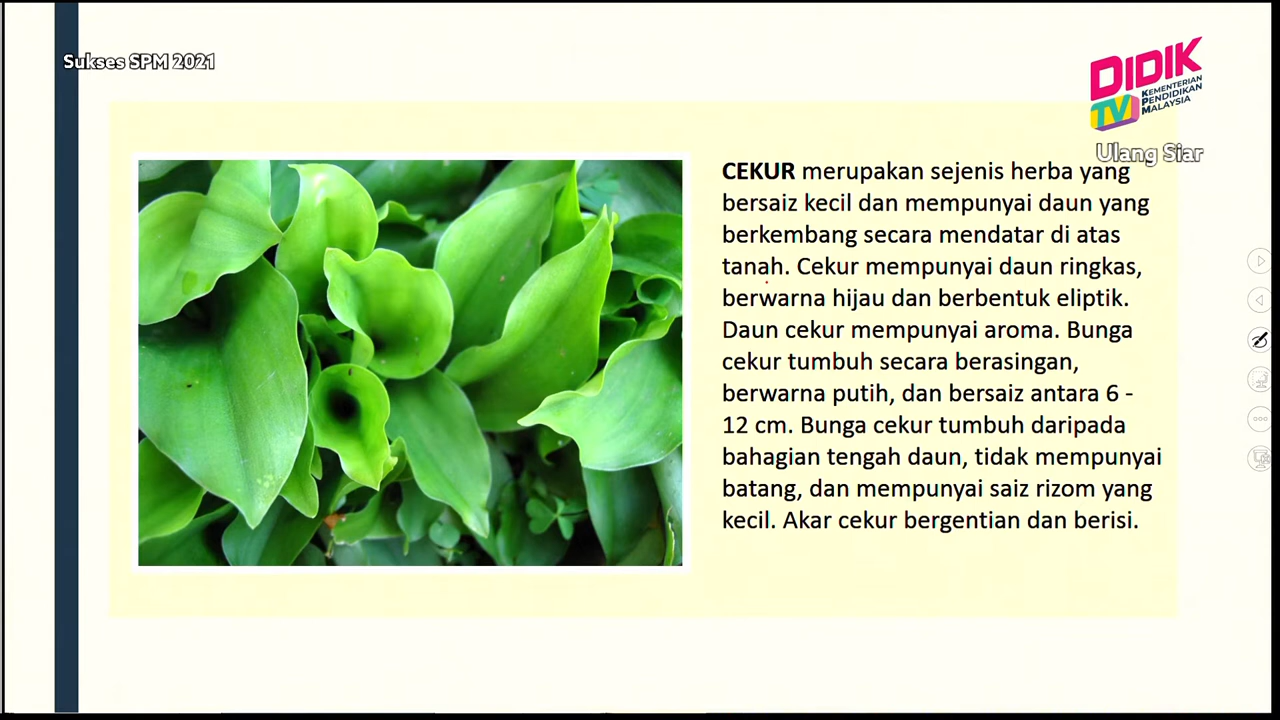 Sukses SPM 2021
DIDIK
TV
KEMENTERIAN
PENDIDIKAN
MALAYSIA
Ulang Siar
CEKUR merupakan sejenis herba yang
bersaiz kecil dan mempunyai daun yang
berkembang secara mendatar di atas
tanah. Cekur mempunyai daun ringkas,
berwarna hijau dan berbentuk eliptik.
Daun cekur mempunyai aroma. Bunga
cekur tumbuh secara berasingan,
berwarna putih, dan bersaiz antara 6 -
12 cm. Bunga cekur tumbuh daripada
bahagian tengah daun, tidak mempunyai
batang, dan mempunyai saiz rizom yang
kecil. Akar cekur bergentian dan berisi.